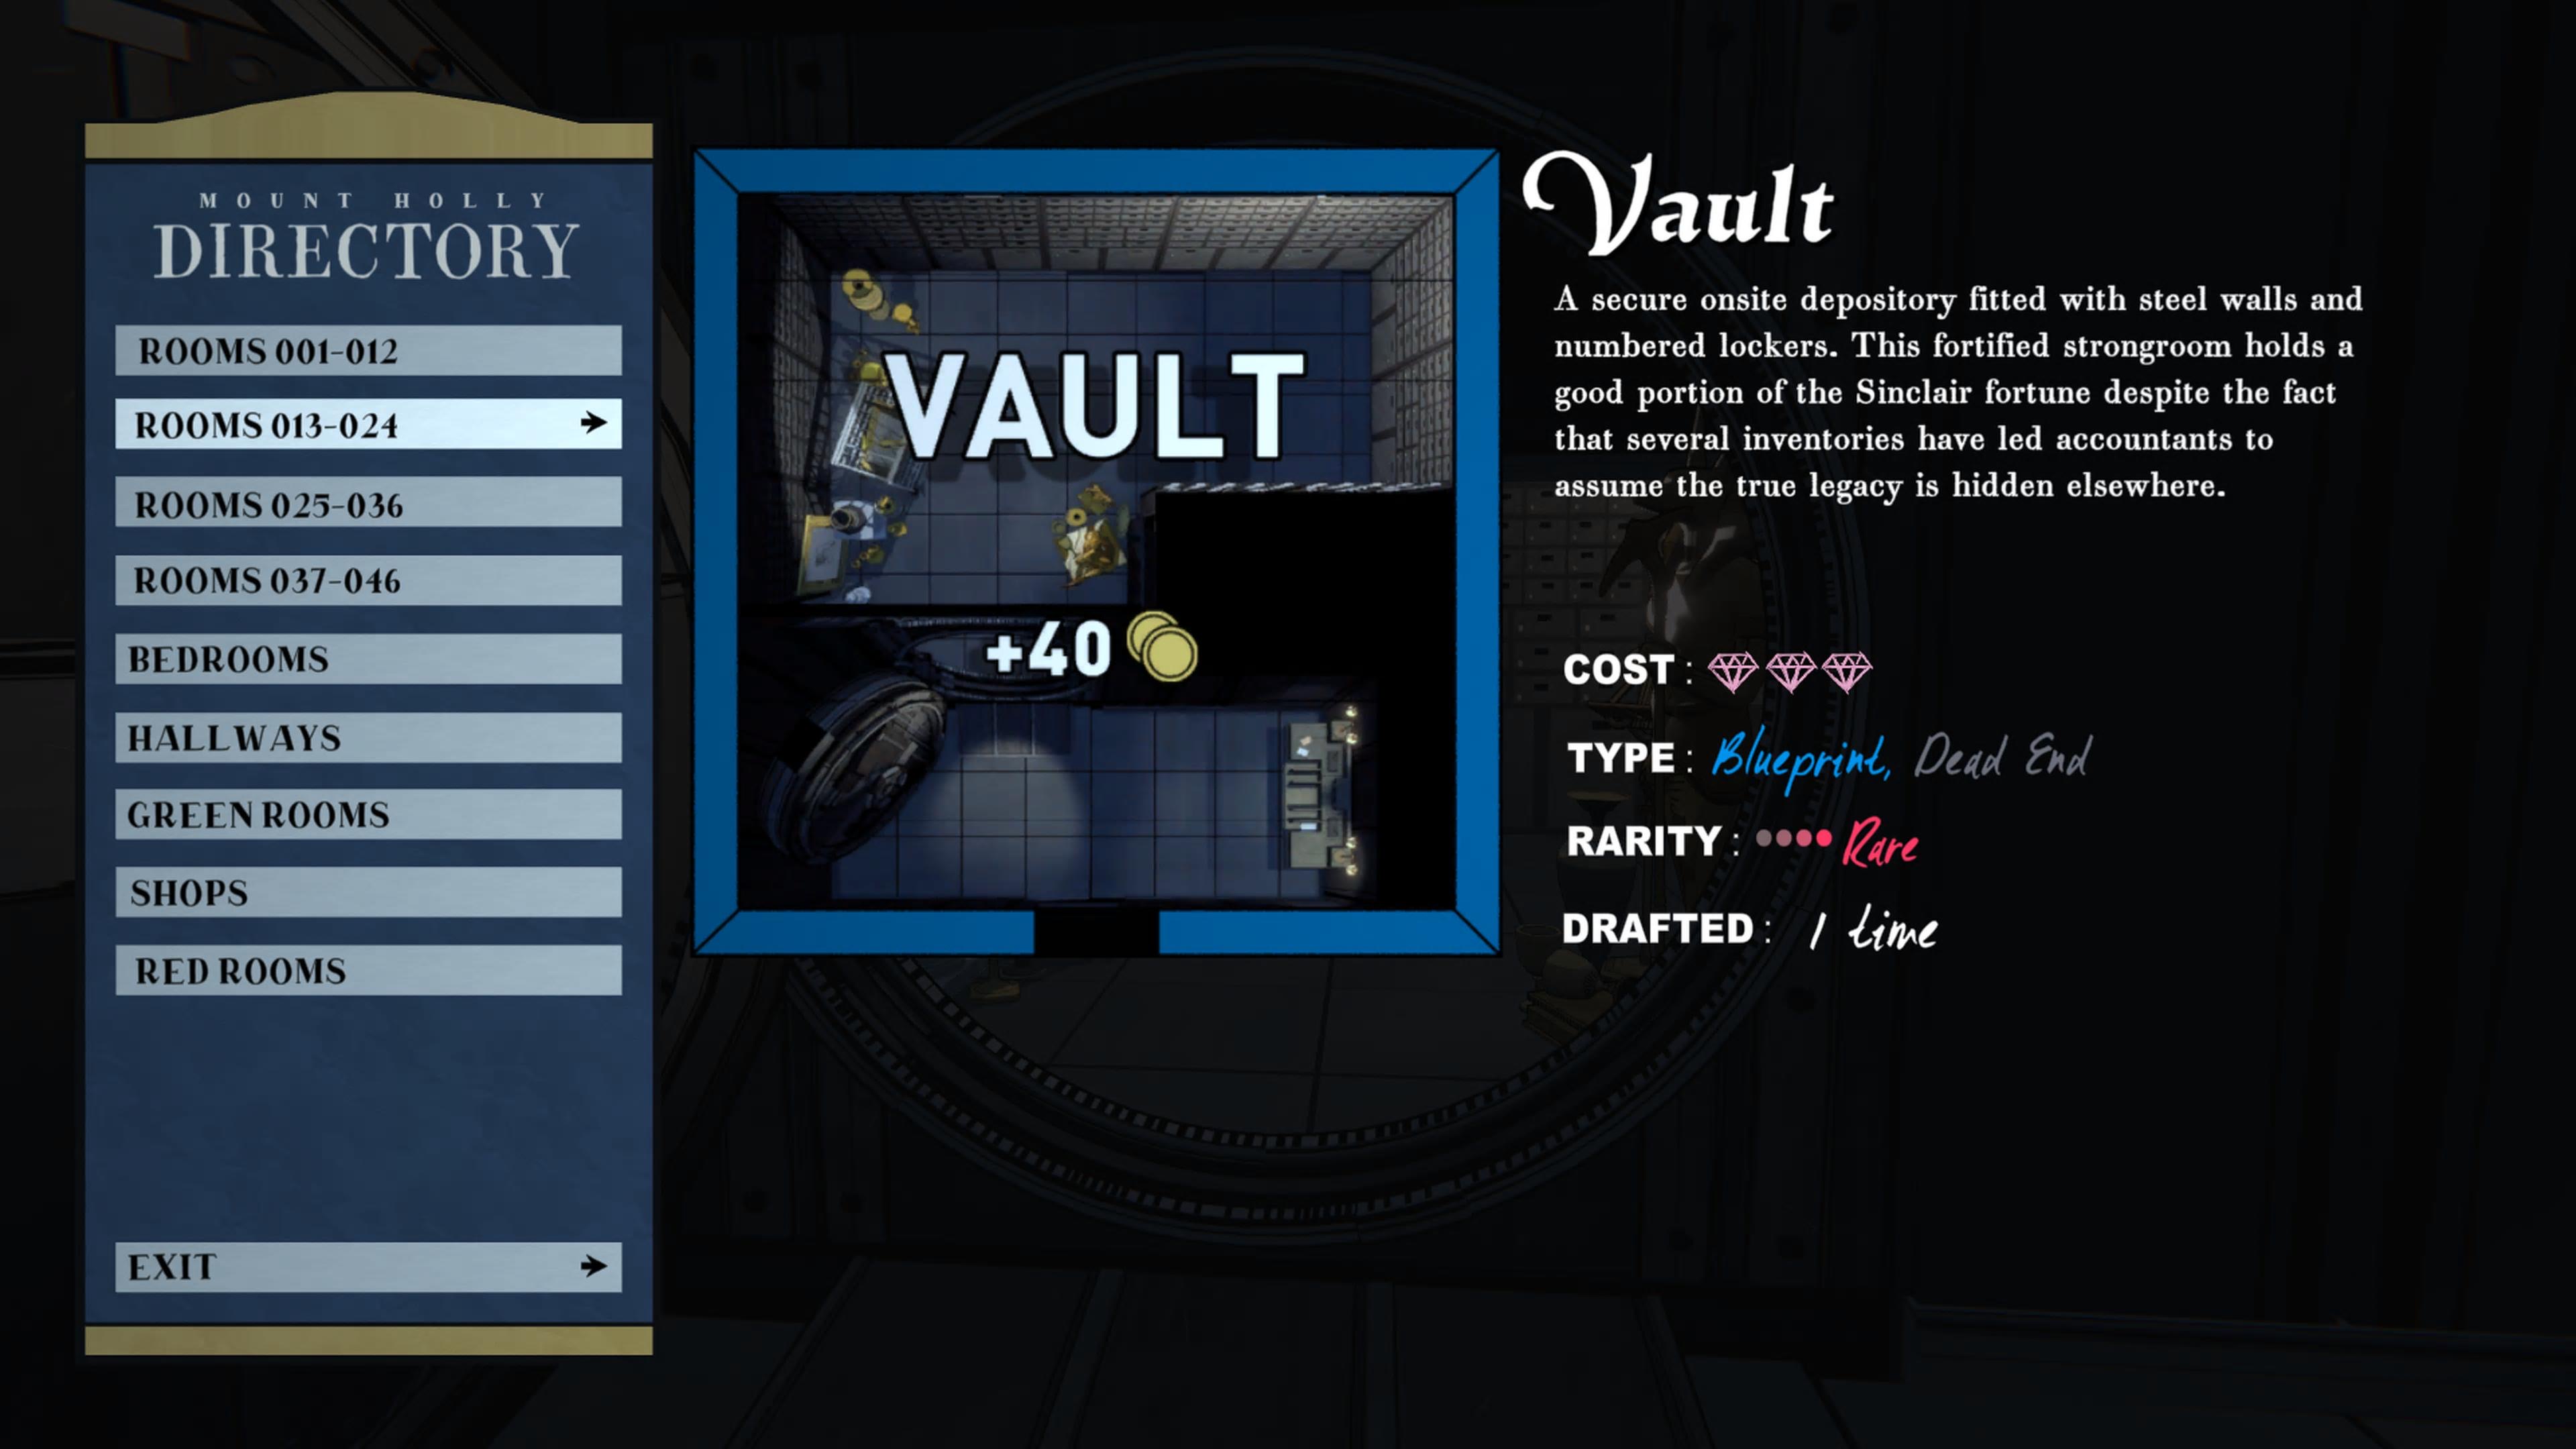 MOUNT HOLLY
DIRECTORY
ROOMS 001-012
ROOMS 013-024
ROOMS 025-036
ROOMS 037-046
BEDROOMS
HALLWAYS
GREEN ROOMS
SHOPS
RED ROOMS
EXIT
VAULT
+40
Vault
A secure onsite depository fitted with steel walls and
numbered lockers. This fortified strongroom holds a
good portion of the Sinclair fortune despite the fact
that several inventories have led accountants to
assume the true legacy is hidden elsewhere.
COST :
TYPE : Blueprint, Dead End
RARITY : Rare
DRAFTED : 1 time